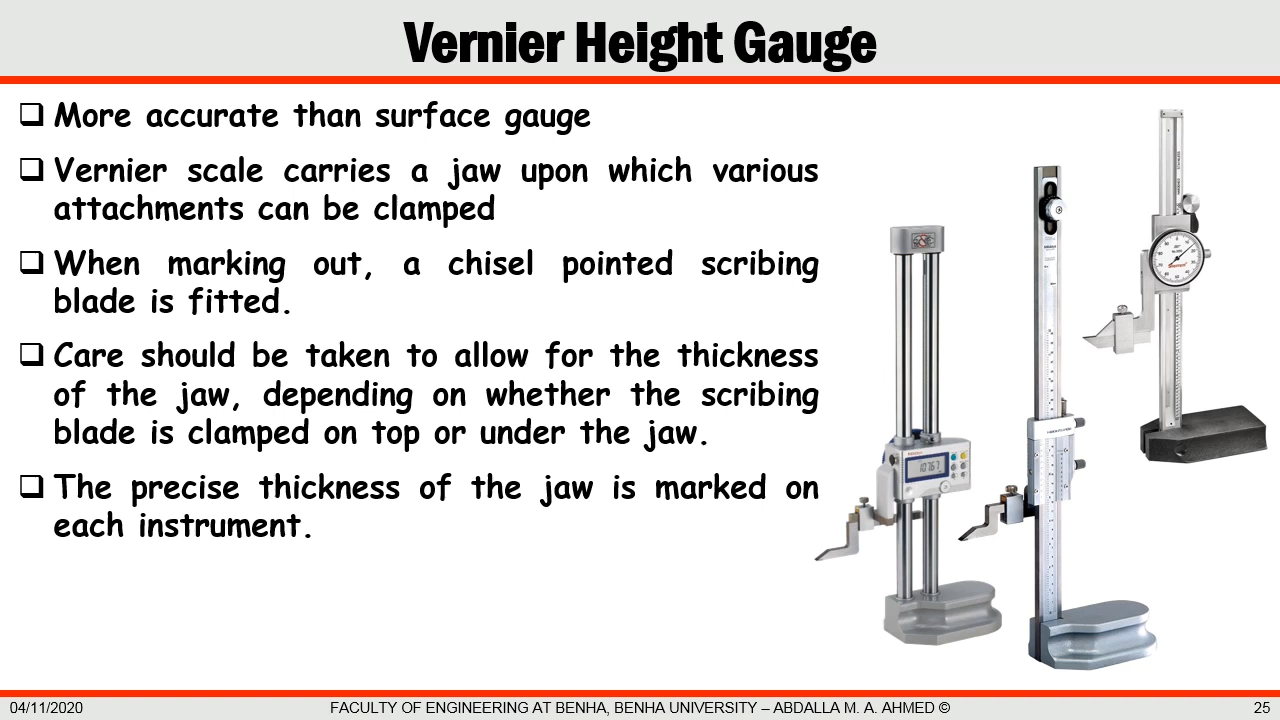 Vernier Height Gauge
❑ More accurate than surface gauge
❑ Vernier scale carries a jaw upon which various
attachments can be clamped
❑ When marking out, a chisel pointed scribing
blade is fitted.
❑ Care should be taken to allow for the thickness
of the jaw, depending on whether the scribing
blade is clamped on top or under the jaw.
❑ The precise thickness of the jaw is marked on
each instrument.
04/11/2020
FACULTY OF ENGINEERING AT BENHA, BENHA UNIVERSITY – ABDALLA M. A. AHMED ©
25